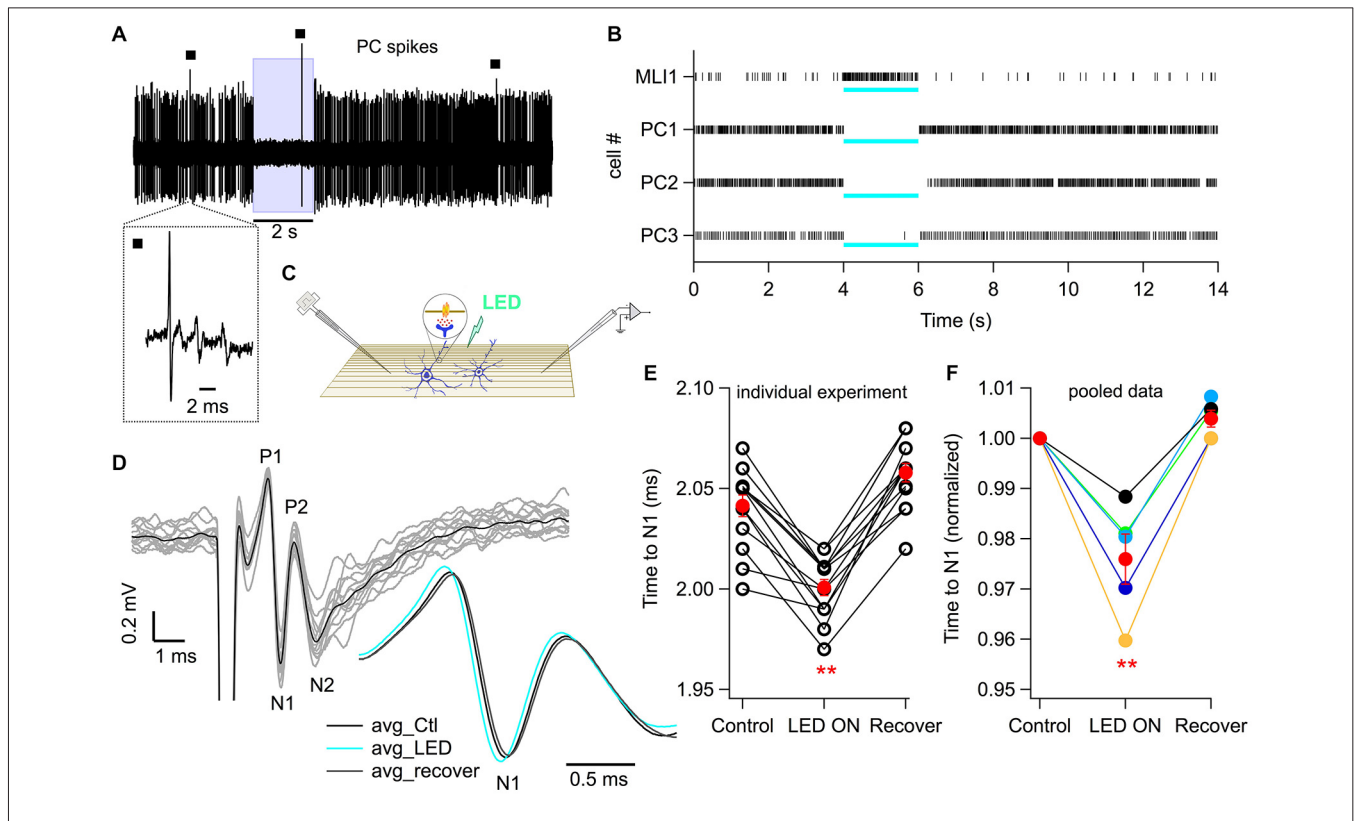 A
PC spikes
2 s
2 ms
B
cell #
MLI1
PC1
PC2
PC3
0 2 4 6 8 10 12 14
Time (s)
C
LED
D
P1
P2
0.2 mV
1 ms
N1
N2
avg_Ctl
avg_LED
avg_recover
N1
0.5 ms
E
individual experiment
Time to N1 (ms)
2.10
2.05
2.00
1.95
**
Control LED ON Recover
F
pooled data
Time to N1 (normalized)
1.01
1.00
0.99
0.98
0.97
0.96
0.95
**
Control LED ON Recover